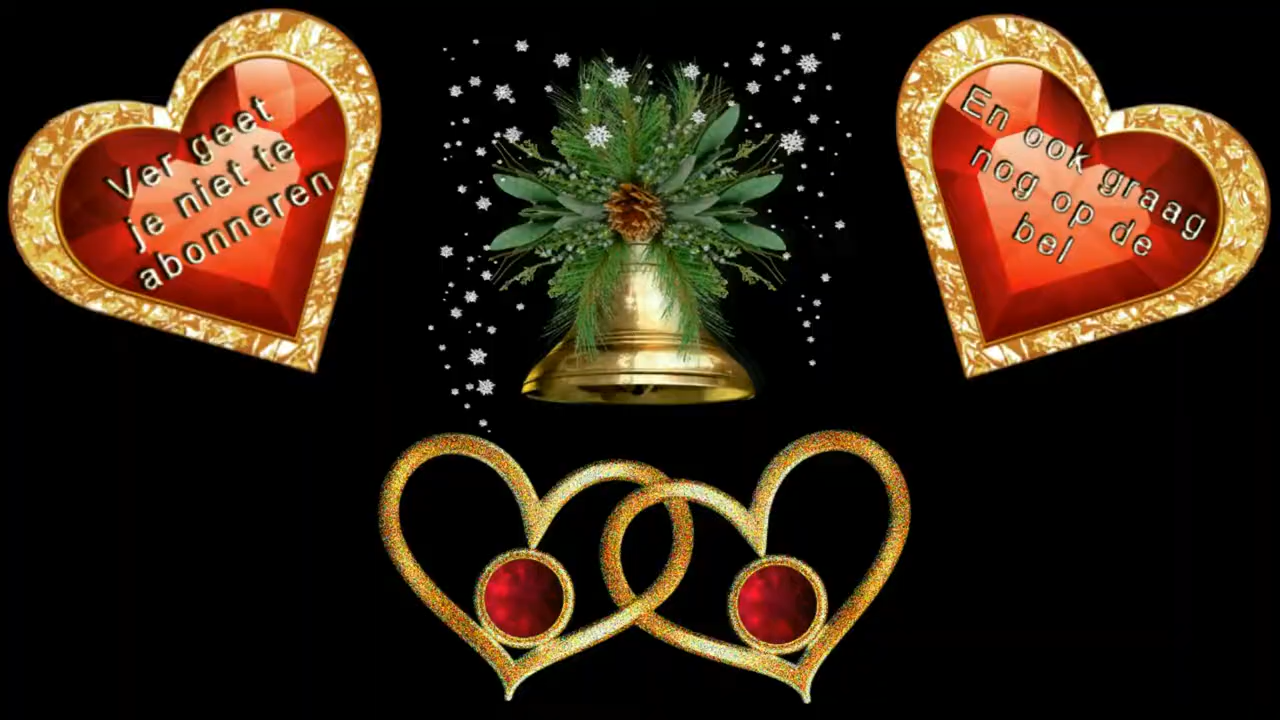 Ver geet
je niet te
abonneren
En ook graag
nog op de
bel